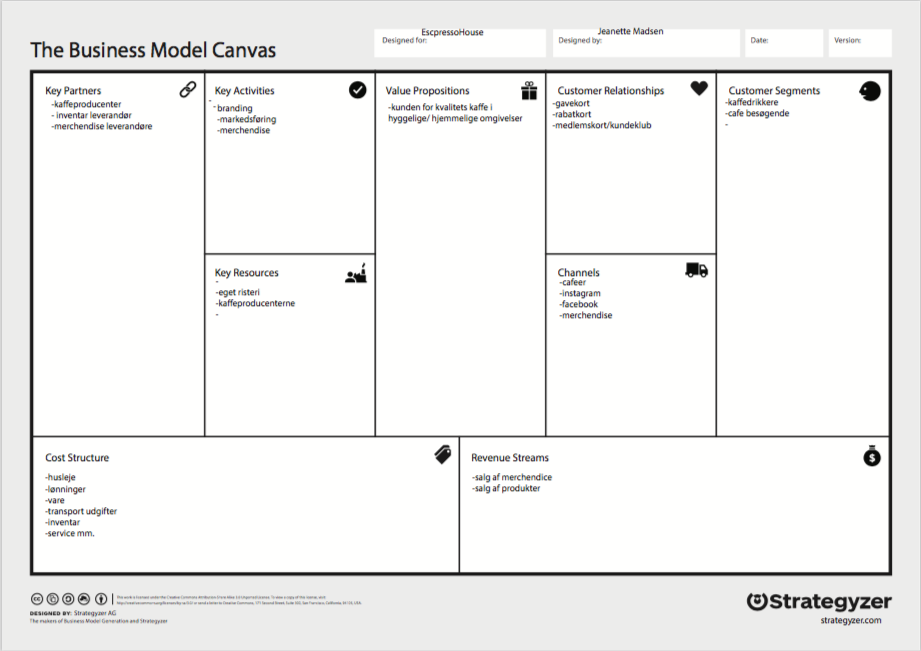 The Business Model Canvas
EscpressoHouse
Designed for:
Jeanette Madsen
Designed by:
Date:
Version:
Key Partners
-kaffeproducenter
- inventar leverandør
-merchendise leverandøre
Key Activities
-
-branding
-markedsføring
-merchendise
Key Resources
-
-eget risteri
-kaffeproducenterne
-
Value Propositions
-kunden for kvalitets kaffe i
hyggelige/ hjemmelige omgivelser
Customer Relationships
-gavekort
-rabatkort
-medlemskort/kundeklub
Channels
-cafeer
-instagram
-facebook
-merchendise
Customer Segments
-kaffedrikkere
-cafe besøgende
-
Cost Structure
-husleje
-lønninger
-vare
-transport udgifter
-inventar
-service mm.
Revenue Streams
-salg af merchendice
-salg af produkter
DESIGNED BY: Strategyzer AG
The makers of Business Model Generation and Strategyzer
Strategyzer
strategyzer.com